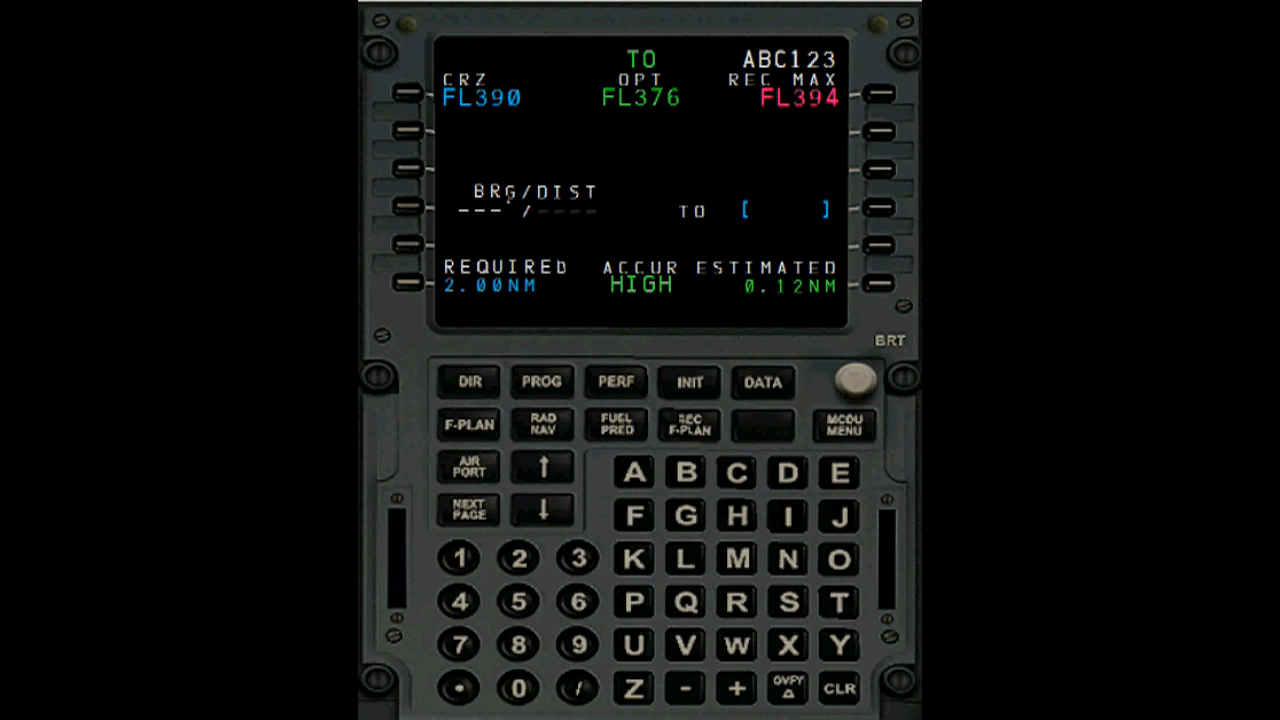 TO ABC123
CRZ OPT REC MAX
FL390 FL376 FL394
BRG/DIST
---°/---- TO [ ]
REQUIRED ACCUR ESTIMATED
2.00NM HIGH 0.12NM
BRT
DIR PROG PERF INIT DATA
F-PLAN RAD NAV FUEL PRED SEC F-PLAN MCDU MENU
AIR PORT ↑
NEXT PAGE ↓
A B C D E
F G H I J
1 2 3 K L M N O
4 5 6 P Q R S T
7 8 9 U V W X Y
. 0 / Z - + OVFY Δ CLR